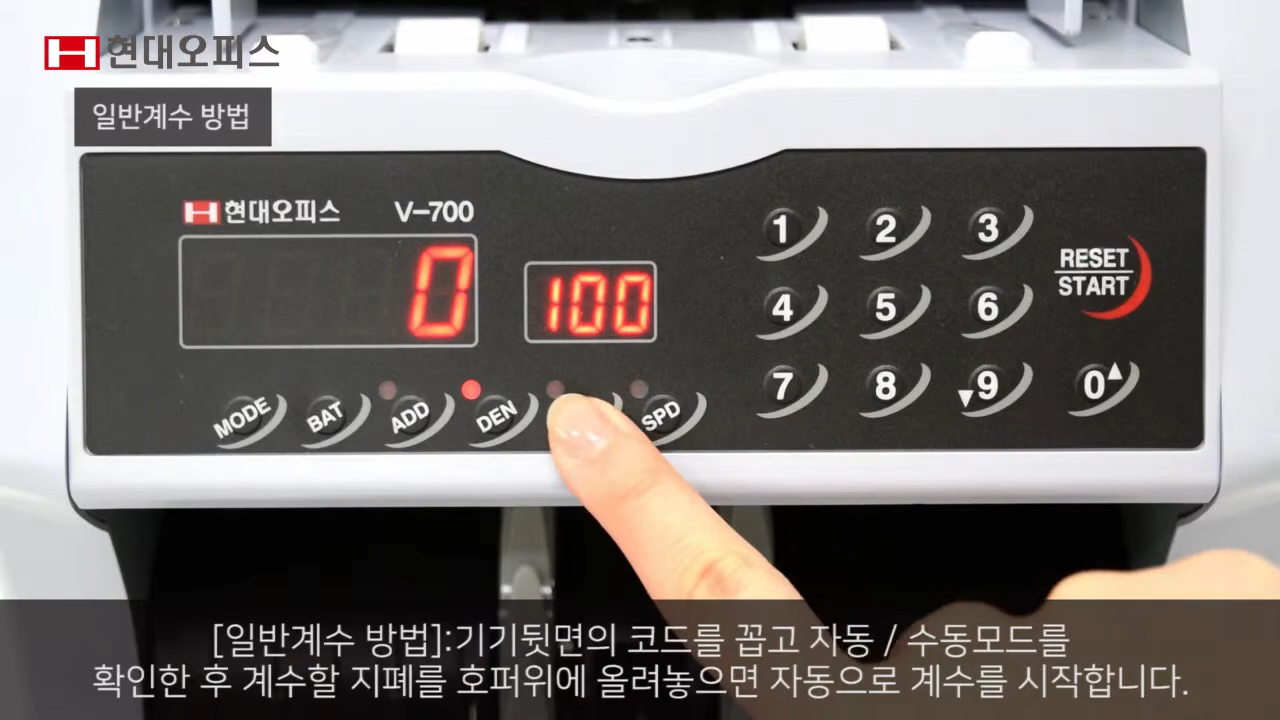 현대오피스
일반계수 방법
현대오피스 V-700
0 100
MODE BAT ADD DEN SPD
1 2 3
4 5 6
7 8 9 0
RESET
START
[일반계수 방법]:기기뒷면의 코드를 꼽고 자동 / 수동모드를
확인한 후 계수할 지폐를 호퍼위에 올려놓으면 자동으로 계수를 시작합니다.